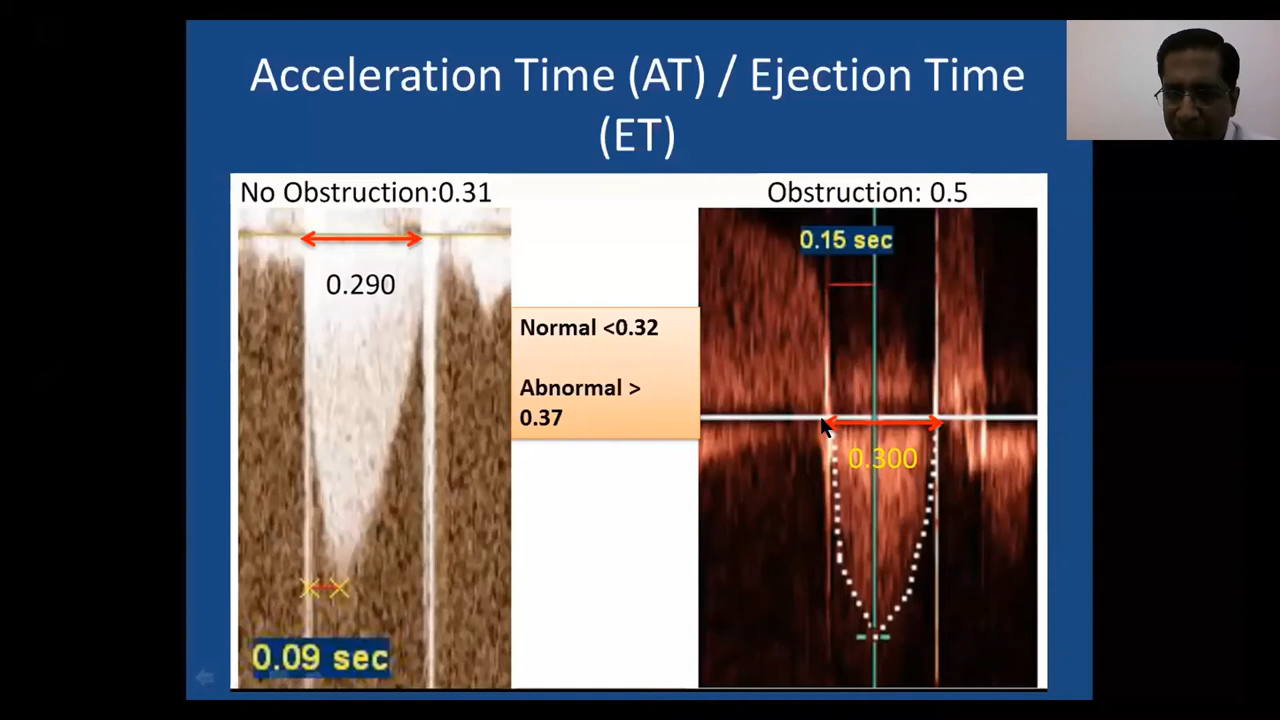 Acceleration Time (AT) / Ejection Time
(ET)
No Obstruction:0.31
Obstruction: 0.5
0.15 sec
0.290
Normal <0.32
Abnormal >
0.37
0.300
0.09 sec